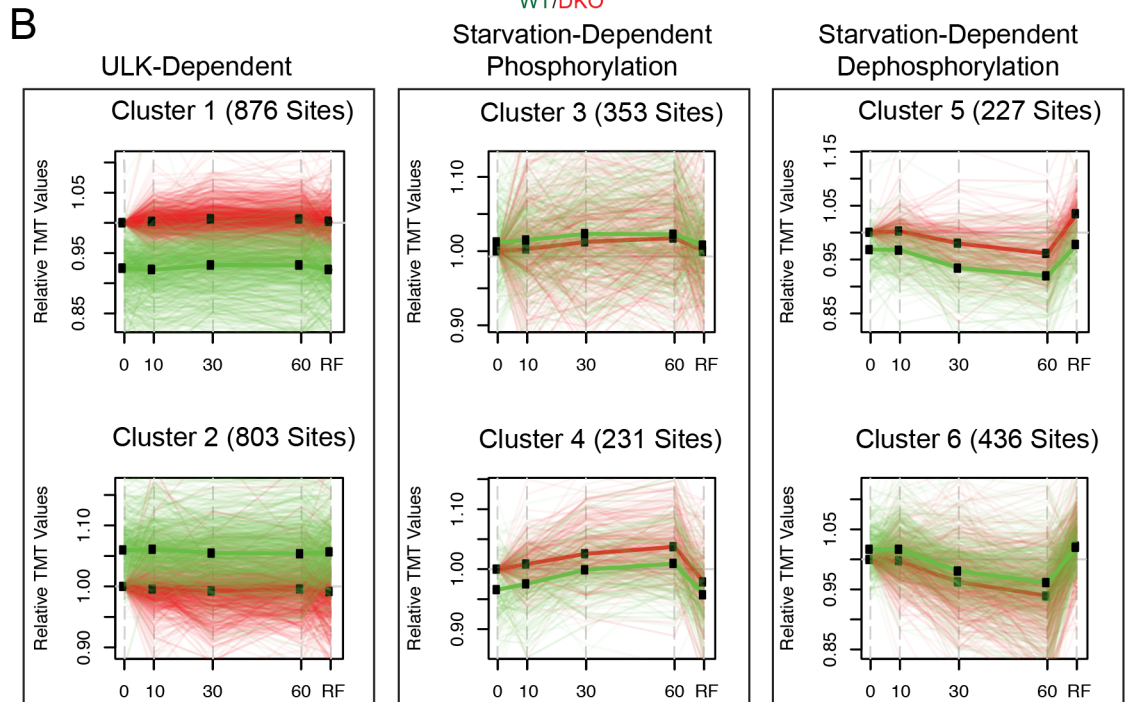 B
WT/DKO
ULK-Dependent
Starvation-Dependent
Phosphorylation
Starvation-Dependent
Dephosphorylation
Cluster 1 (876 Sites)
Relative TMT Values
1.05
0.95
0.85
0 10 30 60 RF
Cluster 3 (353 Sites)
Relative TMT Values
1.10
1.00
0.90
0 10 30 60 RF
Cluster 5 (227 Sites)
Relative TMT Values
1.15
1.05
0.95
0.85
0 10 30 60 RF
Cluster 2 (803 Sites)
Relative TMT Values
1.10
1.00
0.90
0 10 30 60 RF
Cluster 4 (231 Sites)
Relative TMT Values
1.10
1.00
0.90
0 10 30 60 RF
Cluster 6 (436 Sites)
Relative TMT Values
1.05
0.95
0.85
0 10 30 60 RF